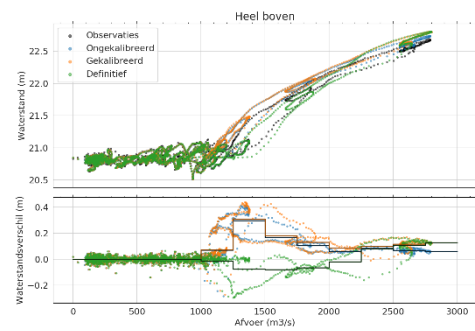 Heel boven
Waterstand (m)
22.5
22.0
21.5
21.0
20.5
Observaties
Ongekalibreerd
Gekalibreerd
Definitief
Waterstandsverschil (m)
0.4
0.2
0.0
−0.2
0 500 1000 1500 2000 2500 3000
Afvoer (m3/s)